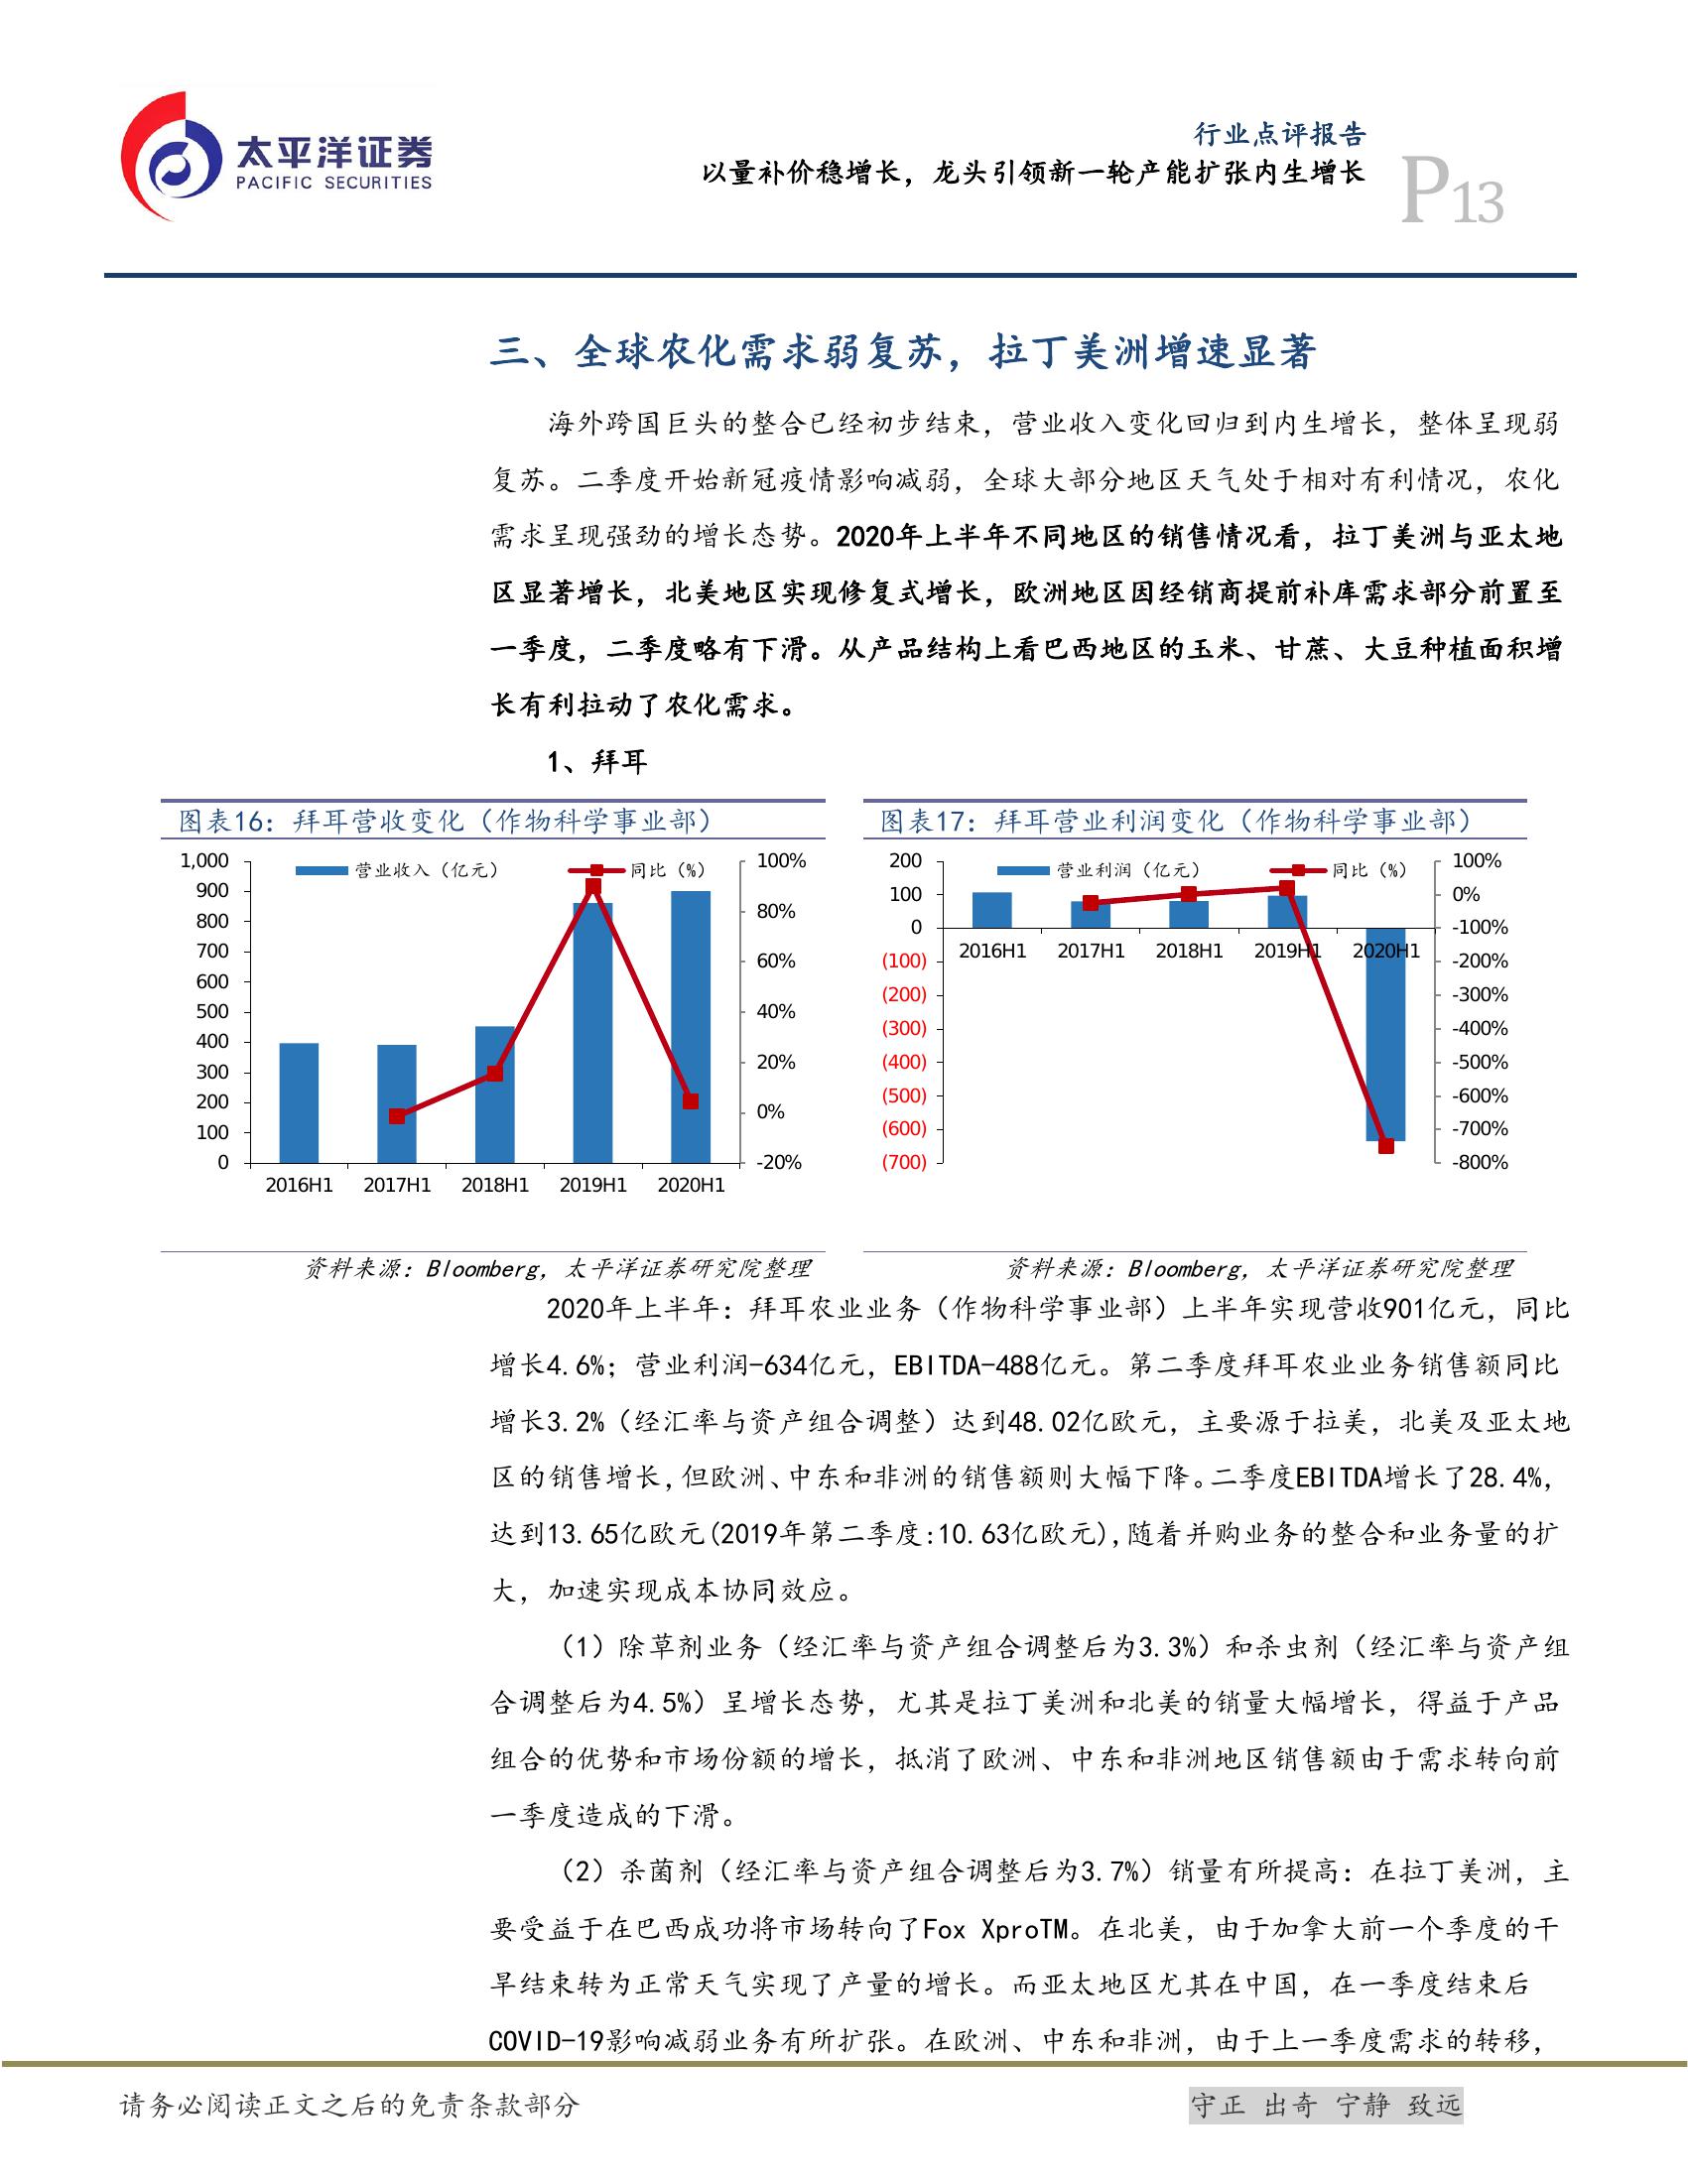 太平洋证券
PACIFIC SECURITIES
行业点评报告
以量补价稳增长，龙头引领新一轮产能扩张内生增长
P13
三、全球农化需求弱复苏，拉丁美洲增速显著
海外跨国巨头的整合已经初步结束，营业收入变化回归到内生增长，整体呈现弱
复苏。二季度开始新冠疫情影响减弱，全球大部分地区天气处于相对有利情况，农化
需求呈现强劲的增长态势。2020年上半年不同地区的销售情况看，拉丁美洲与亚太地
区显著增长，北美地区实现修复式增长，欧洲地区因经销商提前补库需求部分前置至
一季度，二季度略有下滑。从产品结构上看巴西地区的玉米、甘蔗、大豆种植面积增
长有利拉动了农化需求。
1、拜耳
图表16：拜耳营收变化（作物科学事业部）
营业收入（亿元）
同比（%）
1,000
900
800
700
600
500
400
300
200
100
0
100%
80%
60%
40%
20%
0%
-20%
2016H1 2017H1 2018H1 2019H1 2020H1
资料来源：Bloomberg，太平洋证券研究院整理
图表17：拜耳营业利润变化（作物科学事业部）
营业利润（亿元）
同比（%）
200
100
0
(100)
(200)
(300)
(400)
(500)
(600)
(700)
100%
0%
-100%
-200%
-300%
-400%
-500%
-600%
-700%
-800%
2016H1 2017H1 2018H1 2019H1 2020H1
资料来源：Bloomberg，太平洋证券研究院整理
2020年上半年：拜耳农业业务（作物科学事业部）上半年实现营收901亿元，同比
增长4.6%；营业利润-634亿元，EBITDA-488亿元。第二季度拜耳农业业务销售额同比
增长3.2%（经汇率与资产组合调整）达到48.02亿欧元，主要源于拉美，北美及亚太地
区的销售增长,但欧洲、中东和非洲的销售额则大幅下降。二季度EBITDA增长了28.4%,
达到13.65亿欧元(2019年第二季度:10.63亿欧元),随着并购业务的整合和业务量的扩
大，加速实现成本协同效应。
（1）除草剂业务（经汇率与资产组合调整后为3.3%）和杀虫剂（经汇率与资产组
合调整后为4.5%）呈增长态势，尤其是拉丁美洲和北美的销量大幅增长，得益于产品
组合的优势和市场份额的增长，抵消了欧洲、中东和非洲地区销售额由于需求转向前
一季度造成的下滑。
（2）杀菌剂（经汇率与资产组合调整后为3.7%）销量有所提高：在拉丁美洲，主
要受益于在巴西成功将市场转向了Fox XproTM。在北美，由于加拿大前一个季度的干
旱结束转为正常天气实现了产量的增长。而亚太地区尤其在中国，在一季度结束后
COVID-19影响减弱业务有所扩张。在欧洲、中东和非洲，由于上一季度需求的转移，
请务必阅读正文之后的免责条款部分
守正 出奇 宁静 致远